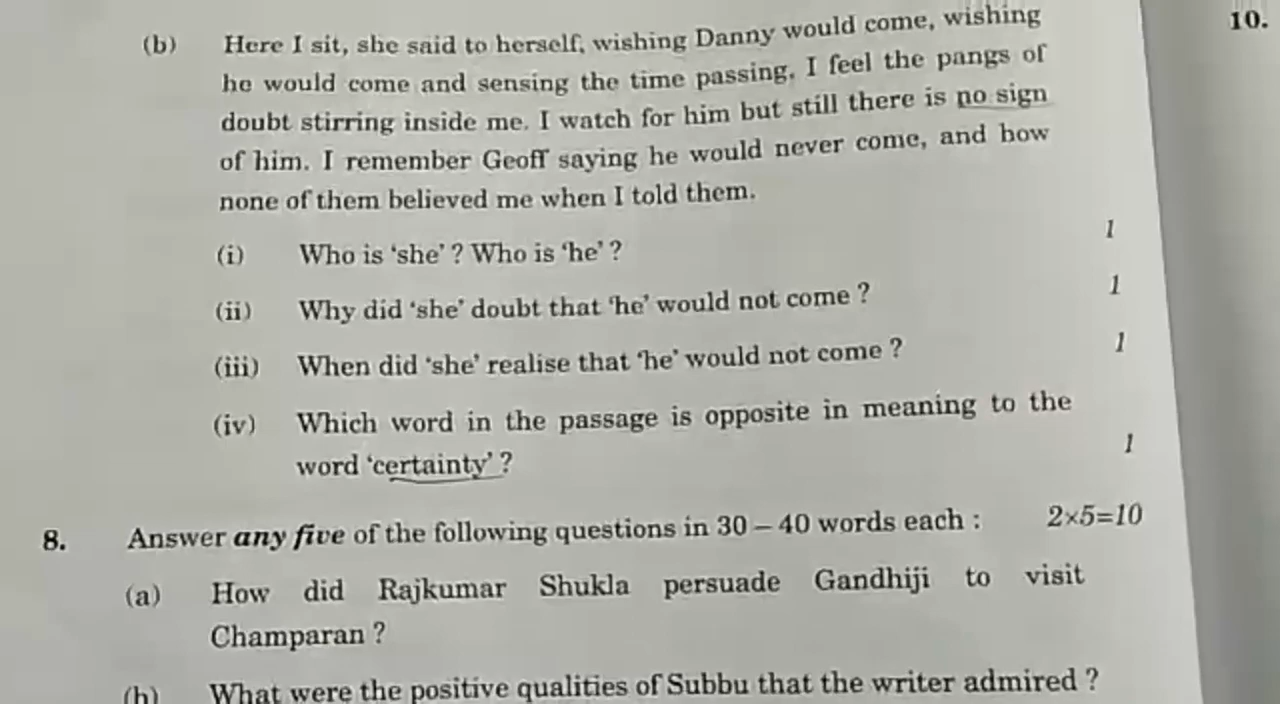 10.
(b) Here I sit, she said to herself, wishing Danny would come, wishing
he would come and sensing the time passing. I feel the pangs of
doubt stirring inside me. I watch for him but still there is no sign
of him. I remember Geoff saying he would never come, and how
none of them believed me when I told them.
(i) Who is ‘she’ ? Who is ‘he’ ? 1
(ii) Why did ‘she’ doubt that ‘he’ would not come ? 1
(iii) When did ‘she’ realise that ‘he’ would not come ? 1
(iv) Which word in the passage is opposite in meaning to the
word ‘certainty’ ? 1
8. Answer any five of the following questions in 30 – 40 words each : 2×5=10
(a) How did Rajkumar Shukla persuade Gandhiji to visit
Champaran ?
(b) What were the positive qualities of Subbu that the writer admired ?